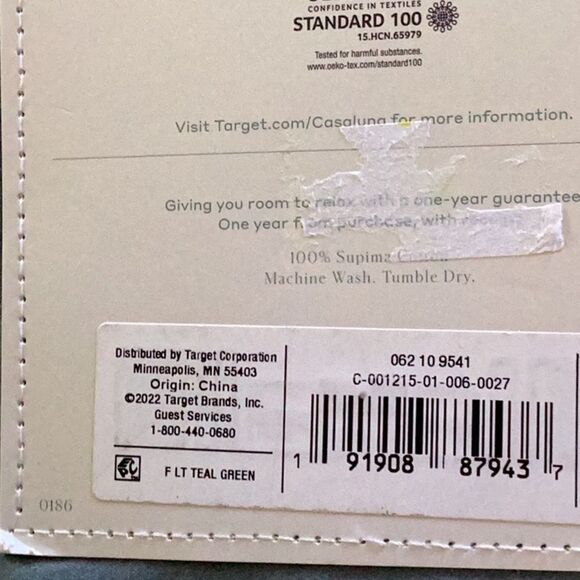 CONFIDENCE IN TEXTILES
STANDARD 100
15.HCN.65979
Tested for harmful substances.
www.oeko-tex.com/standard100
Visit Target.com/Casaluna for more information.
Giving you room to relax with a one-year guarantee
One year from purchase, with
100% Supima
Machine Wash. Tumble Dry.
Distributed by Target Corporation
Minneapolis, MN 55403
Origin: China
©2022 Target Brands, Inc.
Guest Services
1-800-440-0680
F LT TEAL GREEN
062 10 9541
C-001215-01-006-0027
1 91908 87943 7
0186